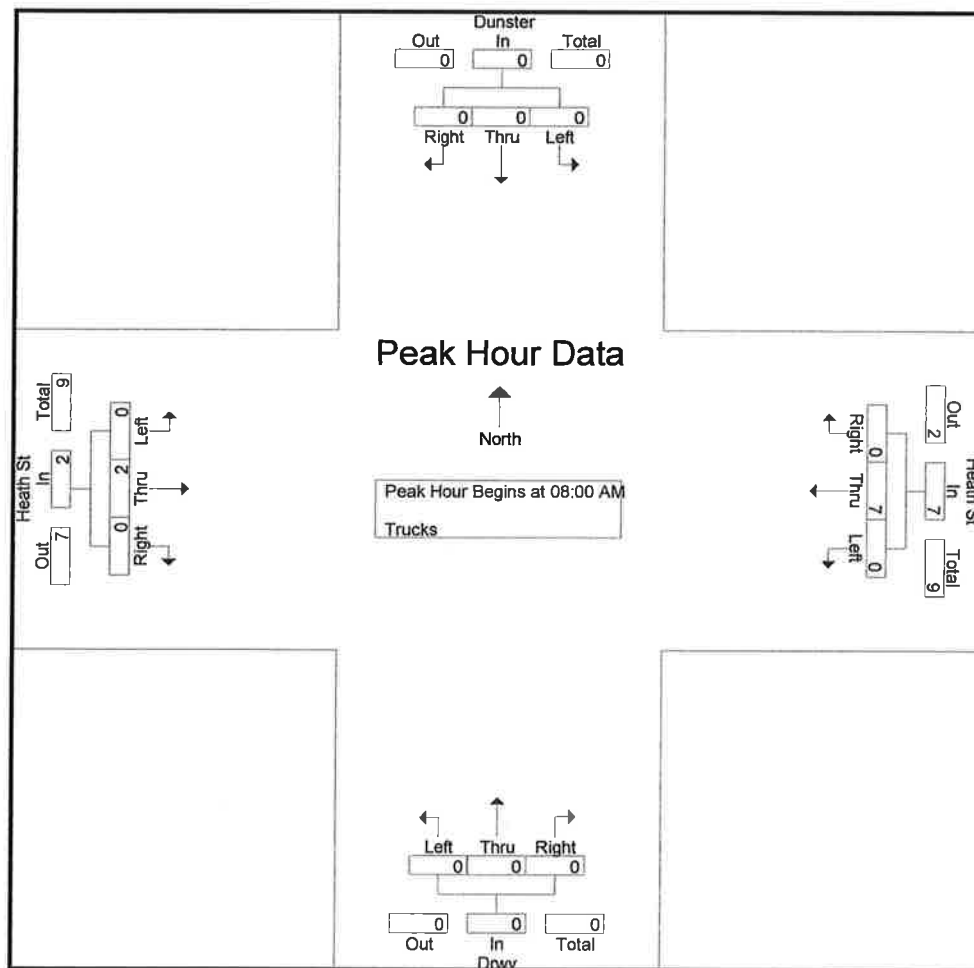 Dunster
Out In Total
0 0 0
0 0 0
Right Thru Left
Peak Hour Data
North
Peak Hour Begins at 08:00 AM
Trucks
Heath St
Total In Out
9 2 7
0 2 0
Left Thru Right
Right Thru Left
0 7 0
2 7 9
Out In Total
Heath St
Left Thru Right
0 0 0
0 0 0
Out In Total
Drwy